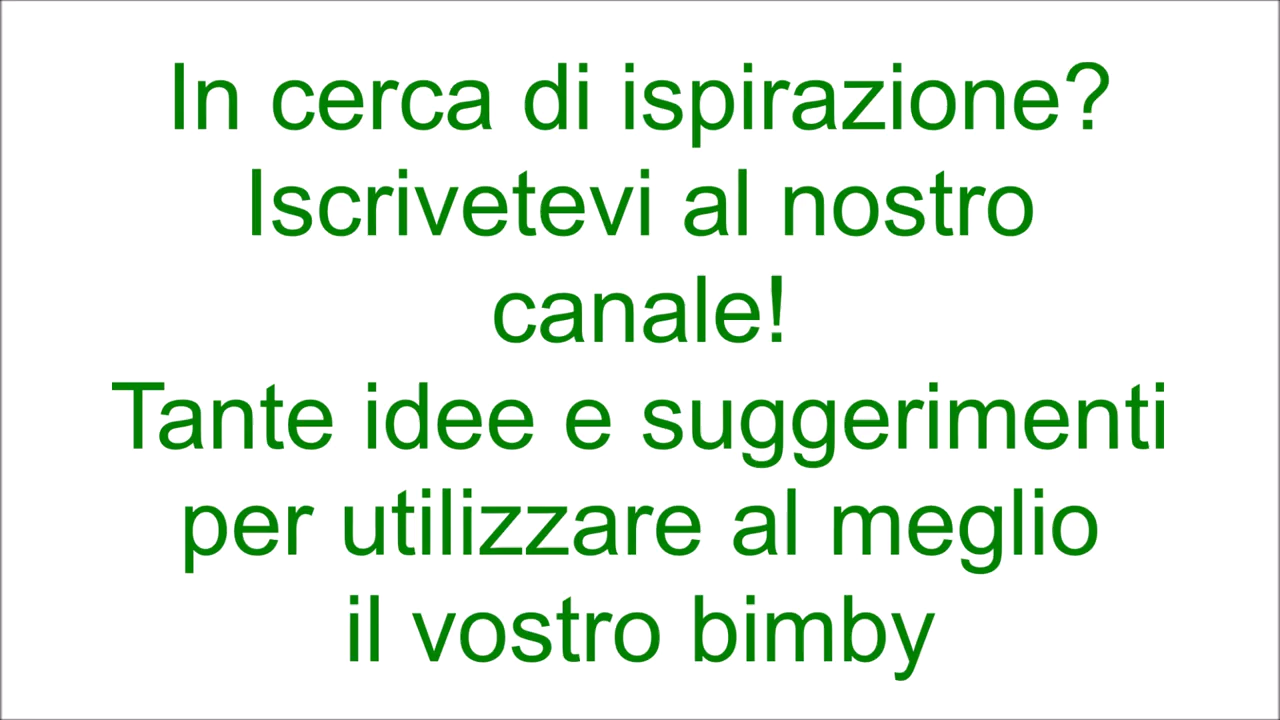 In cerca di ispirazione?
Iscrivetevi al nostro
canale!
Tante idee e suggerimenti
per utilizzare al meglio
il vostro bimby